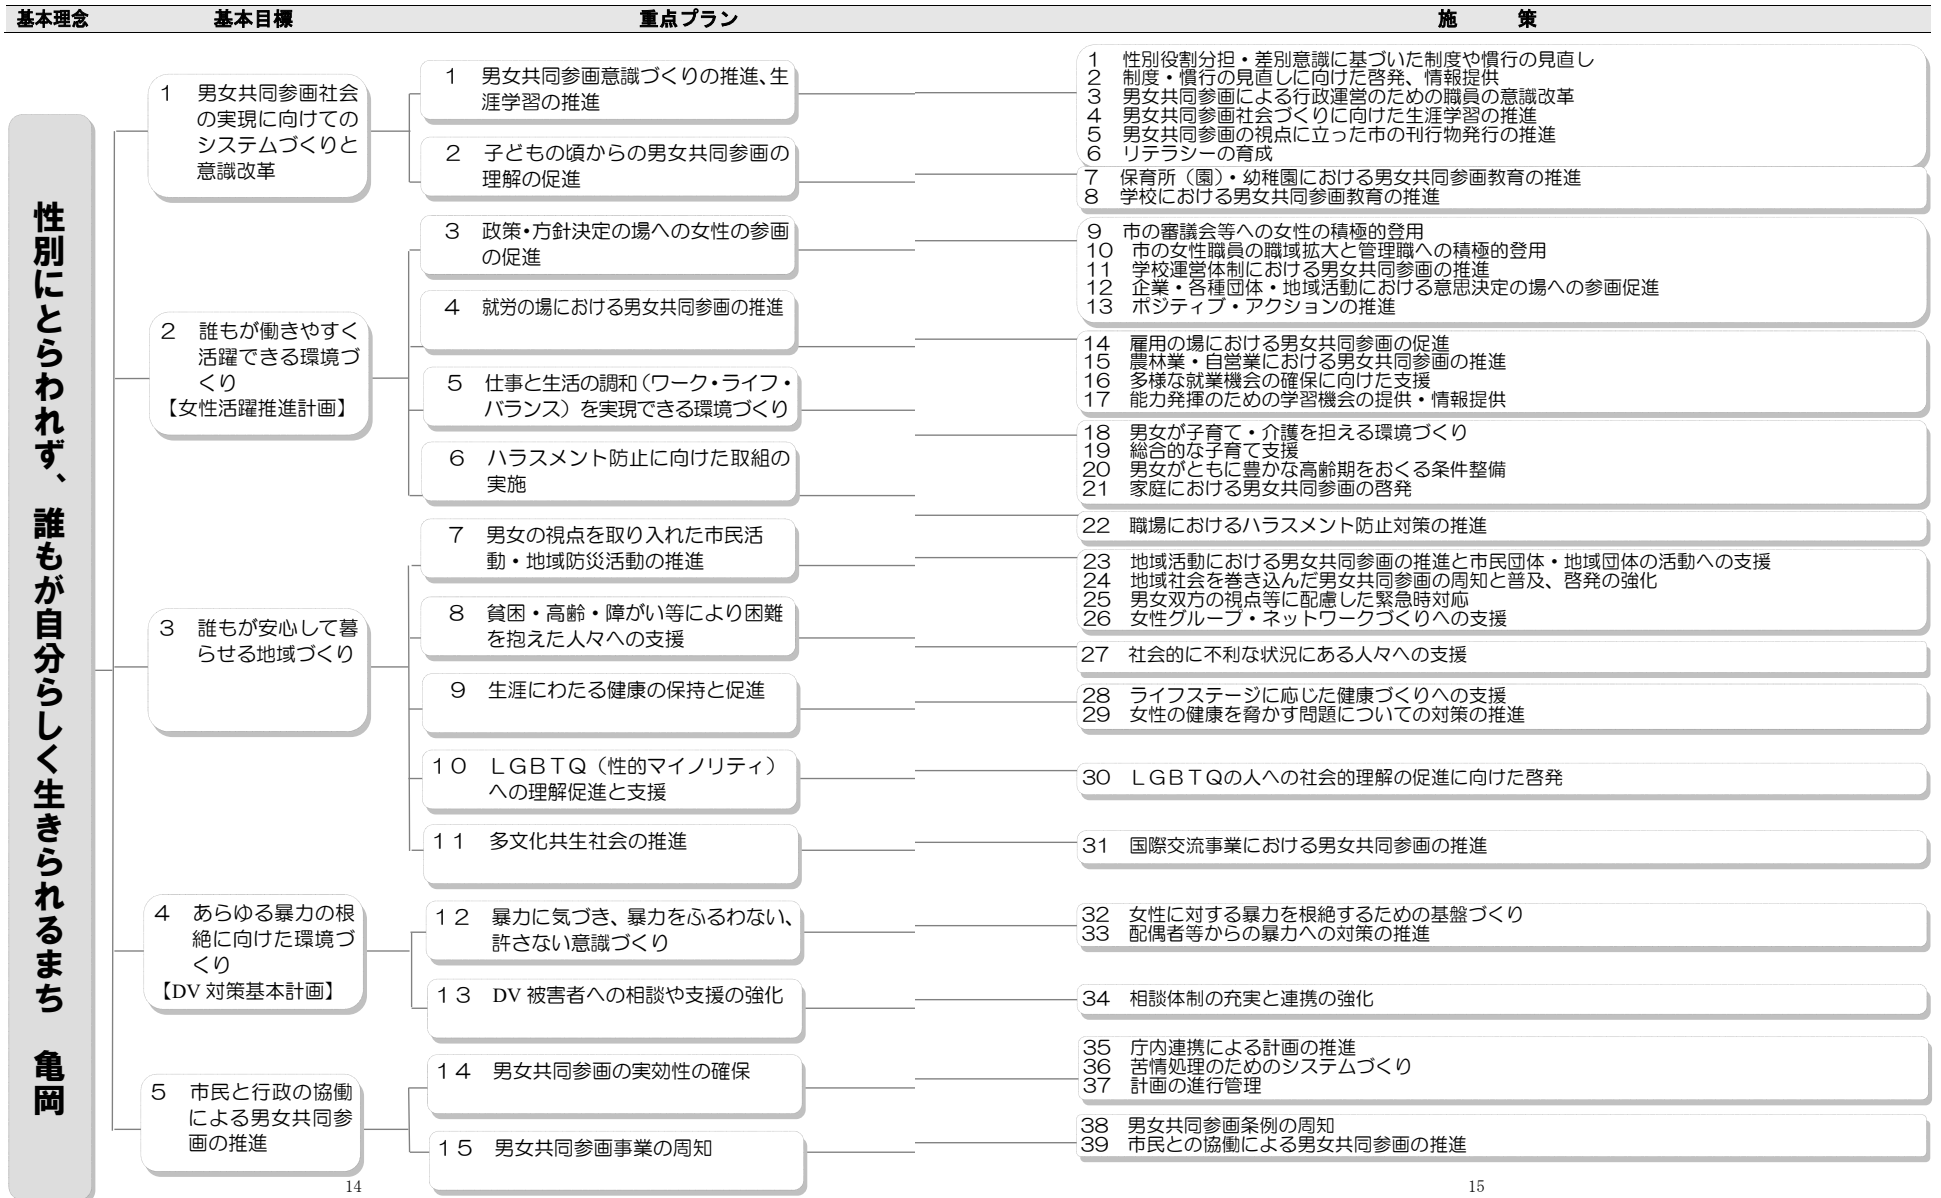 基本理念 基本目標 重点プラン 施 策
性別にとらわれず、誰もが自分らしく生きられるまち 亀岡
1 男女共同参画社会
の実現に向けての
システムづくりと
意識改革
2 誰もが働きやすく
活躍できる環境づ
くり
【女性活躍推進計画】
3 誰もが安心して暮
らせる地域づくり
4 あらゆる暴力の根
絶に向けた環境づ
くり
【DV 対策基本計画】
5 市民と行政の協働
による男女共同参
画の推進
1 男女共同参画意識づくりの推進、生
涯学習の推進
2 子どもの頃からの男女共同参画の
理解の促進
3 政策・方針決定の場への女性の参画
の促進
4 就労の場における男女共同参画の推進
5 仕事と生活の調和(ワーク・ライフ・
バランス)を実現できる環境づくり
6 ハラスメント防止に向けた取組の
実施
7 男女の視点を取り入れた市民活
動・地域防災活動の推進
8 貧困・高齢・障がい等により困難
を抱えた人々への支援
9 生涯にわたる健康の保持と促進
10 LGBTQ(性的マイノリティ)
への理解促進と支援
11 多文化共生社会の推進
12 暴力に気づき、暴力をふるわない、
許さない意識づくり
13 DV 被害者への相談や支援の強化
14 男女共同参画の実効性の確保
15 男女共同参画事業の周知
1 性別役割分担・差別意識に基づいた制度や慣行の見直し
2 制度・慣行の見直しに向けた啓発、情報提供
3 男女共同参画による行政運営のための職員の意識改革
4 男女共同参画社会づくりに向けた生涯学習の推進
5 男女共同参画の視点に立った市の刊行物発行の推進
6 リテラシーの育成
7 保育所(園)・幼稚園における男女共同参画教育の推進
8 学校における男女共同参画教育の推進
9 市の審議会等への女性の積極的登用
10 市の女性職員の職域拡大と管理職への積極的登用
11 学校運営体制における男女共同参画の推進
12 企業・各種団体・地域活動における意思決定の場への参画促進
13 ポジティブ・アクションの推進
14 雇用の場における男女共同参画の促進
15 農林業・自営業における男女共同参画の推進
16 多様な就業機会の確保に向けた支援
17 能力発揮のための学習機会の提供・情報提供
18 男女が子育て・介護を担える環境づくり
19 総合的な子育て支援
20 男女がともに豊かな高齢期をおくる条件整備
21 家庭における男女共同参画の啓発
22 職場におけるハラスメント防止対策の推進
23 地域活動における男女共同参画の推進と市民団体・地域団体の活動への支援
24 地域社会を巻き込んだ男女共同参画の周知と普及、啓発の強化
25 男女双方の視点等に配慮した緊急時対応
26 女性グループ・ネットワークづくりへの支援
27 社会的に不利な状況にある人々への支援
28 ライフステージに応じた健康づくりへの支援
29 女性の健康を脅かす問題についての対策の推進
30 LGBTQの人への社会的理解の促進に向けた啓発
31 国際交流事業における男女共同参画の推進
32 女性に対する暴力を根絶するための基盤づくり
33 配偶者等からの暴力への対策の推進
34 相談体制の充実と連携の強化
35 庁内連携による計画の推進
36 苦情処理のためのシステムづくり
37 計画の進行管理
38 男女共同参画条例の周知
39 市民との協働による男女共同参画の推進
14
15